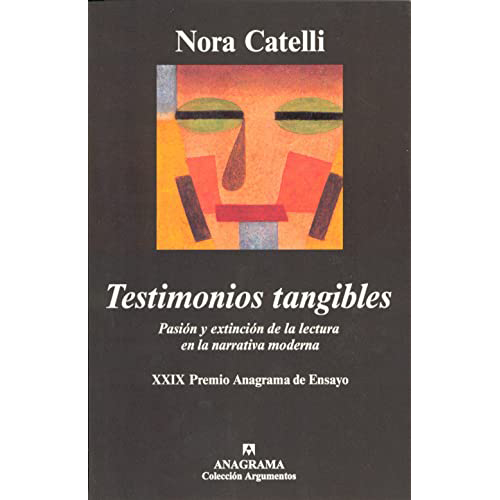 Nora Catelli
Testimonios tangibles
Pasión y extinción de la lectura
en la narrativa moderna
XXIX Premio Anagrama de Ensayo
ANAGRAMA
Colección Argumentos